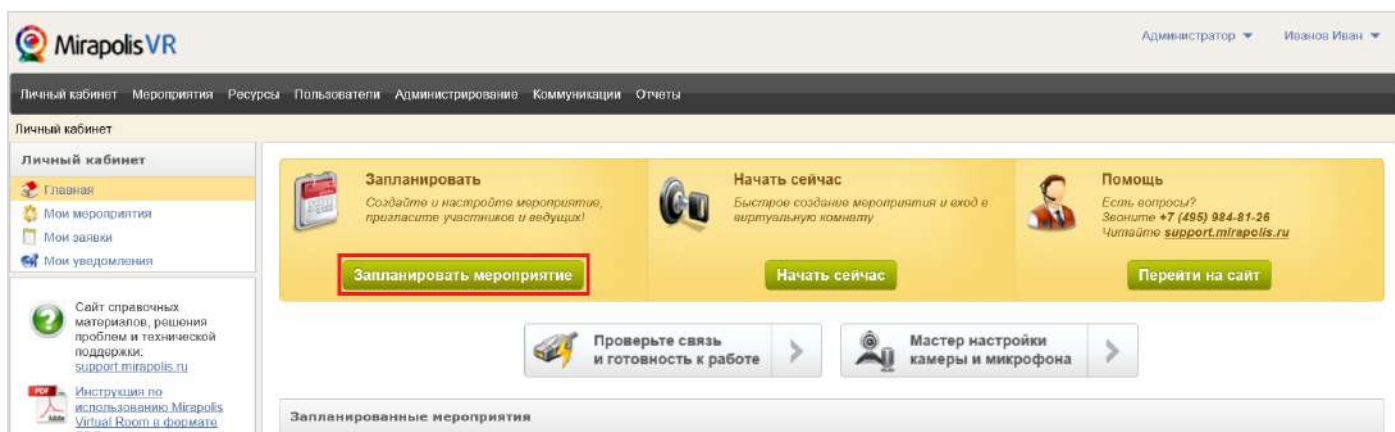 Mirapolis VR
Администратор
Иванов Иван
Личный кабинет Мероприятия Ресурсы Пользователи Администрирование Коммуникации Отчеты
Личный кабинет
Личный кабинет
Главная
Мои мероприятия
Мои заявки
Мои уведомления
Сайт справочных
материалов, решения
проблем и технической
поддержки:
support.mirapolis.ru
PDF
Adobe
Инструкция по
использованию Mirapolis
Virtual Room в формате
Запланировать
Создайте и настройте мероприятие,
пригласите участников и ведущих!
Запланировать мероприятие
Начать сейчас
Быстрое создание мероприятия и вход в
виртуальную комнату
Начать сейчас
Помощь
Есть вопросы?
Звоните +7 (495) 984-81-26
Читайте support.mirapolis.ru
Перейти на сайт
Проверьте связь
и готовность к работе
Мастер настройки
камеры и микрофона
Запланированные мероприятия